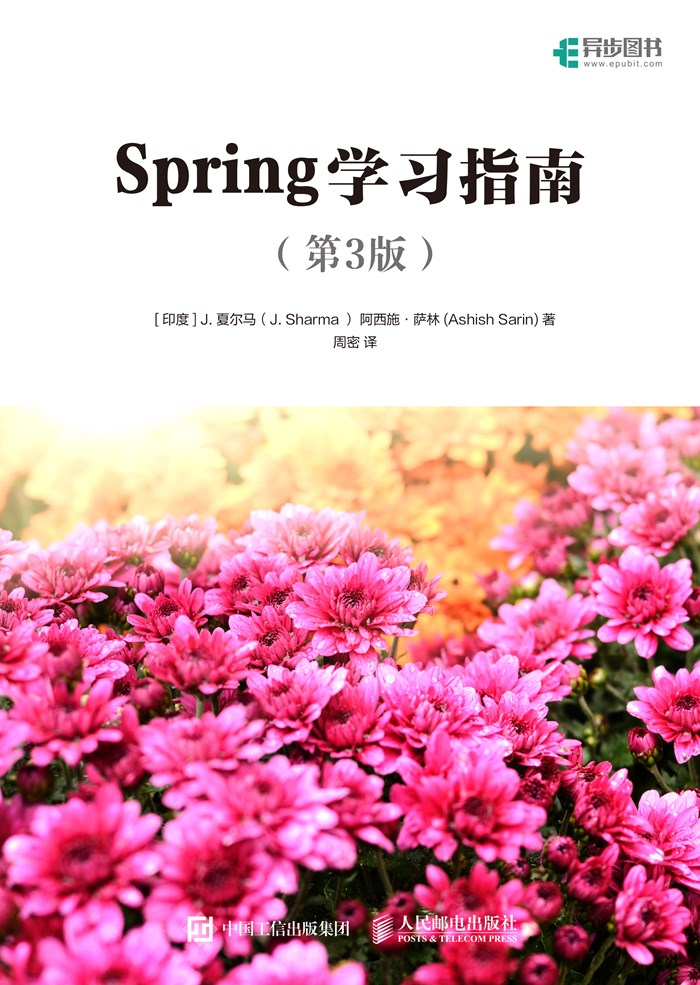 异步图书
www.epubit.com
Spring学习指南
（第3版）
[ 印度 ] J. 夏尔马（ J. Sharma ） 阿西施 · 萨林 (Ashish Sarin) 著
周密 译
中国工信出版集团
人民邮电出版社
POSTS & TELECOM PRESS